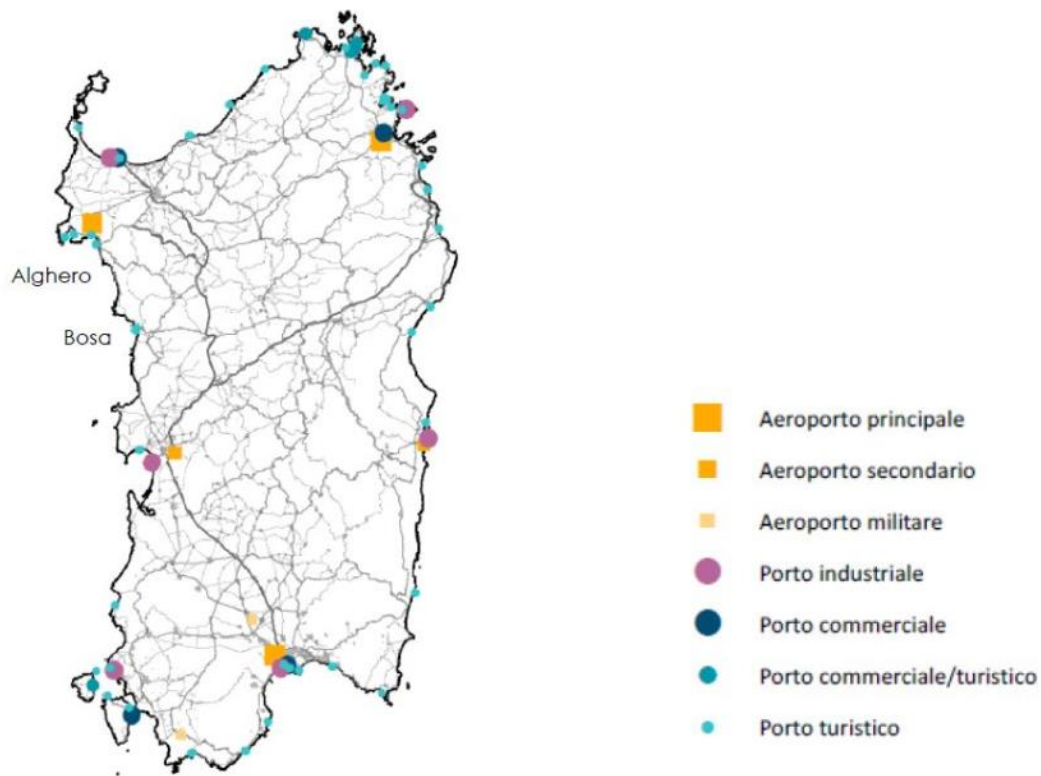 Alghero
Bosa
Aeroporto principale
Aeroporto secondario
Aeroporto militare
Porto industriale
Porto commerciale
Porto commerciale/turistico
Porto turistico